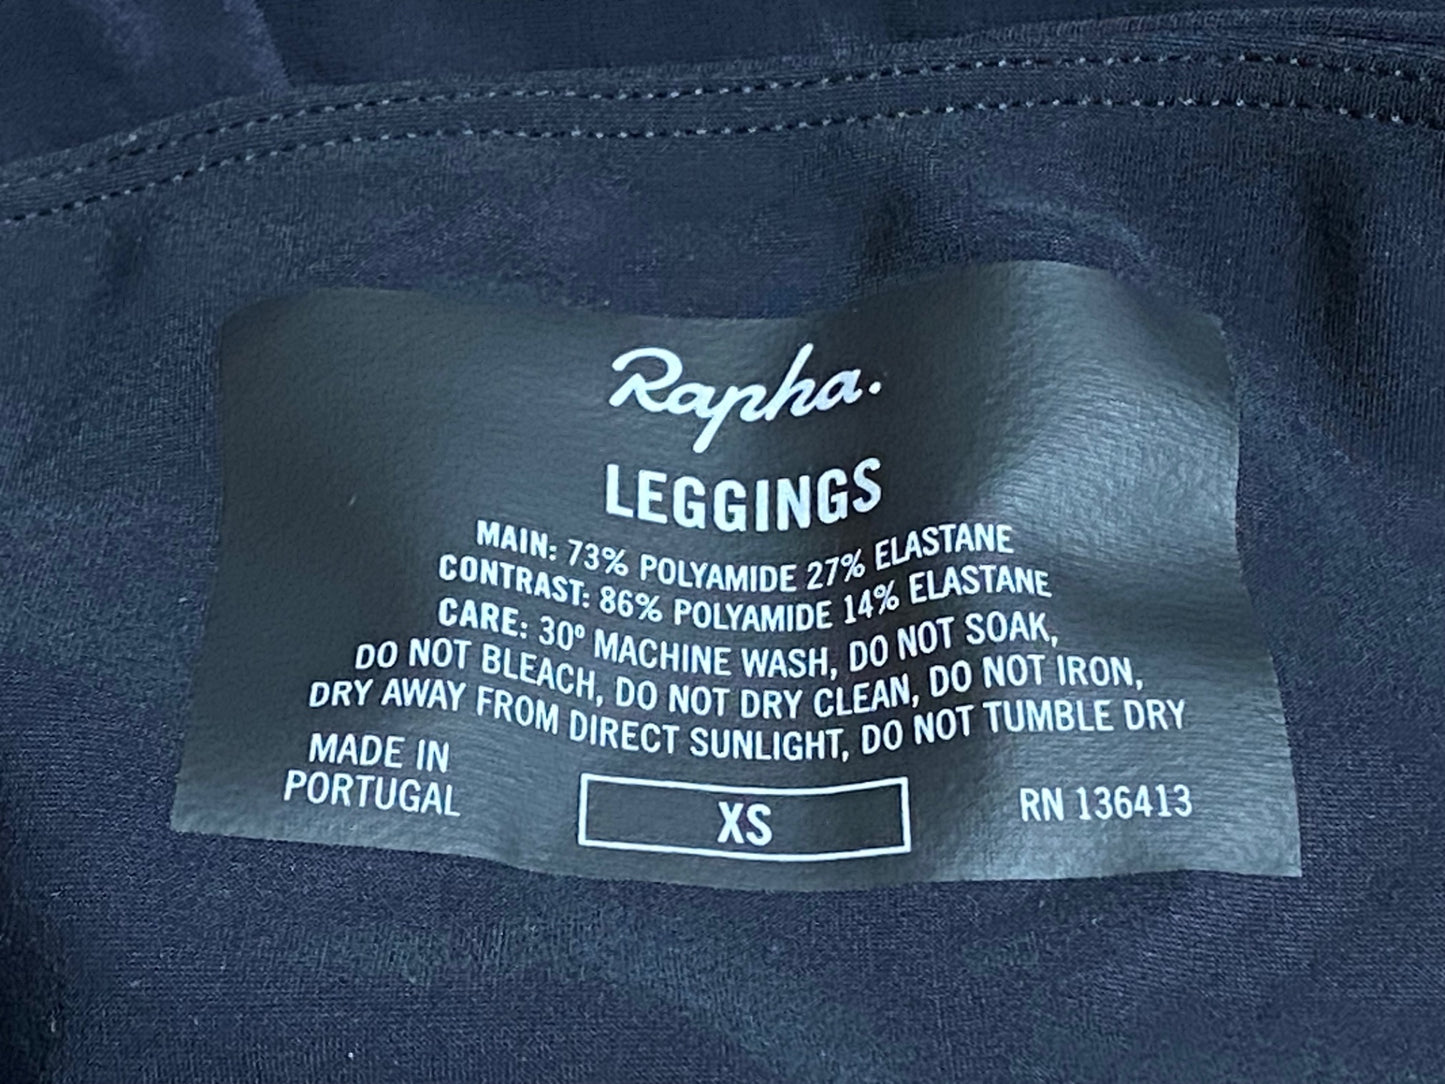 Rapha.
LEGGINGS
MAIN: 73% POLYAMIDE 27% ELASTANE
CONTRAST: 86% POLYAMIDE 14% ELASTANE
CARE: 30º MACHINE WASH, DO NOT SOAK,
DO NOT BLEACH, DO NOT DRY CLEAN, DO NOT IRON,
DRY AWAY FROM DIRECT SUNLIGHT, DO NOT TUMBLE DRY
MADE IN
PORTUGAL
XS
RN 136413